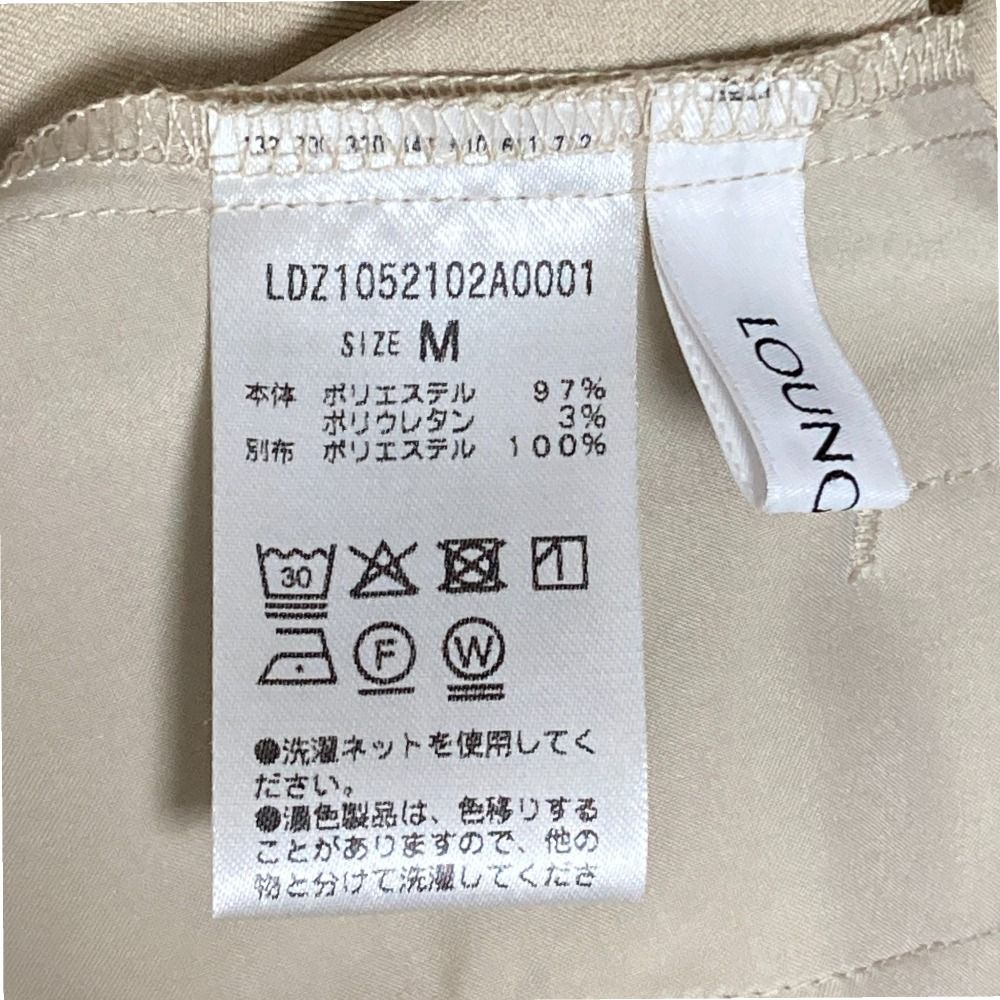 LDZ1052102A0001
SIZE M
本体 ポリエステル 97%
ポリウレタン 3%
別布 ポリエステル 100%
30
F W
●洗濯ネットを使用してく
ださい。
●濃色製品は、色移りする
ことがありますので、他の
物と分けて洗濯してくださ
LOUN